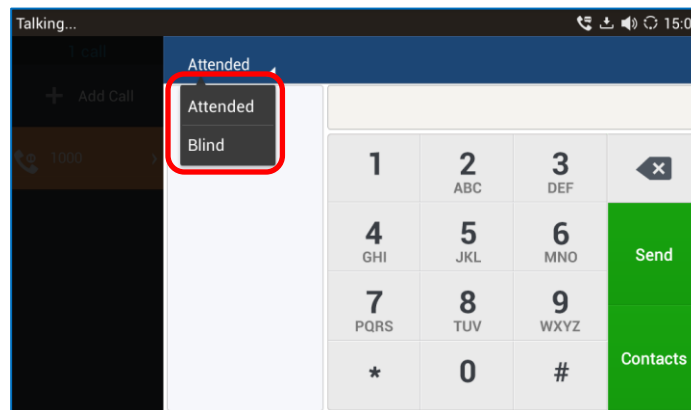 Talking...
15:0
1 call
Attended
Add Call
Attended
Blind
1000
1
2
3
ABC
DEF
4
5
6
Send
GHI
JKL
MNO
7
8
9
PQRS
TUV
WXYZ
Contacts
*
0
#